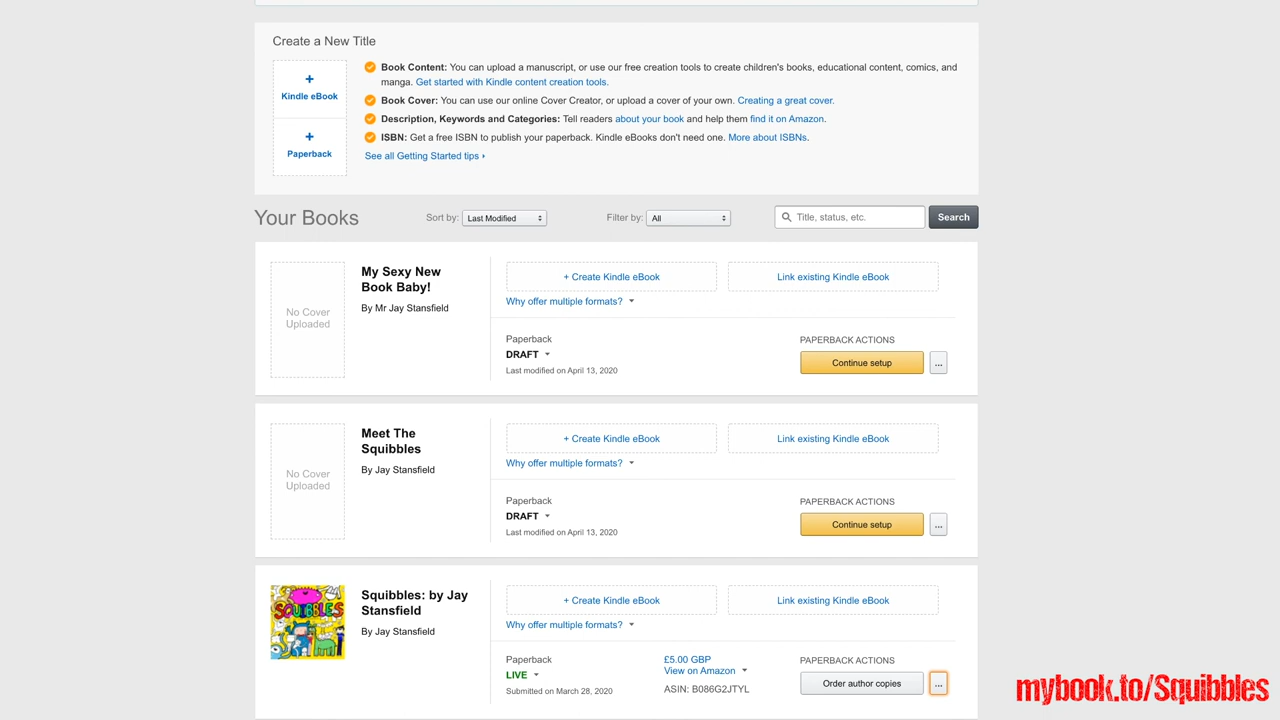 Create a New Title
+
Kindle eBook
+
Paperback
Book Content: You can upload a manuscript, or use our free creation tools to create children's books, educational content, comics, and
manga. Get started with Kindle content creation tools.
Book Cover: You can use our online Cover Creator, or upload a cover of your own. Creating a great cover.
Description, Keywords and Categories: Tell readers about your book and help them find it on Amazon.
ISBN: Get a free ISBN to publish your paperback. Kindle eBooks don't need one. More about ISBNs.
See all Getting Started tips ›
Your Books
Sort by: Last Modified
Filter by: All
Title, status, etc.
Search
No Cover
Uploaded
My Sexy New
Book Baby!
By Mr Jay Stansfield
+ Create Kindle eBook
Link existing Kindle eBook
Why offer multiple formats?
Paperback
DRAFT
Last modified on April 13, 2020
PAPERBACK ACTIONS
Continue setup
...
No Cover
Uploaded
Meet The
Squibbles
By Jay Stansfield
+ Create Kindle eBook
Link existing Kindle eBook
Why offer multiple formats?
Paperback
DRAFT
Last modified on April 13, 2020
PAPERBACK ACTIONS
Continue setup
...
SQUIBBLES
Squibbles: by Jay
Stansfield
By Jay Stansfield
+ Create Kindle eBook
Link existing Kindle eBook
Why offer multiple formats?
Paperback
LIVE
Submitted on March 28, 2020
£5.00 GBP
View on Amazon
ASIN: B086G2JTYL
PAPERBACK ACTIONS
Order author copies
...
mybook.to/Squibbles